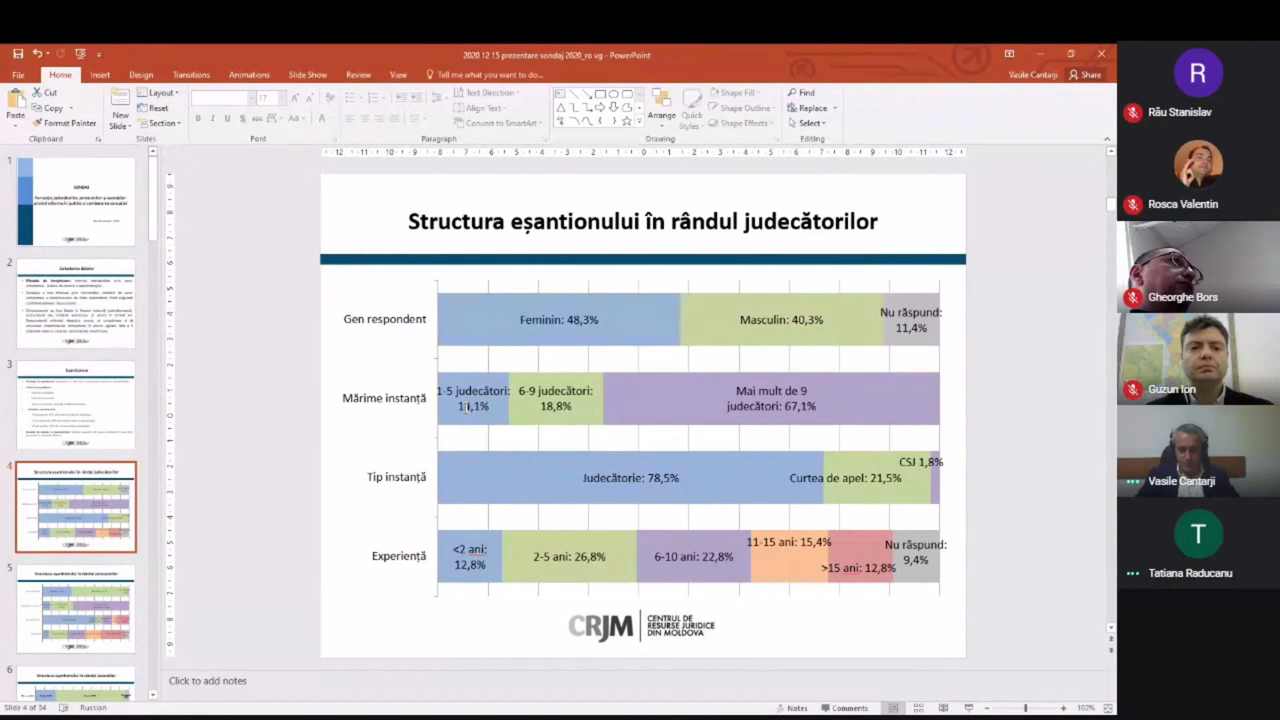 2020 12 15 prezentare sondaj 2020_ro vg - PowerPoint
File Home Insert Design Transitions Animations Slide Show Review View Tell me what you want to do... Vasile Cantarji Share
Paste
Cut
Copy
Format Painter
Clipboard
New Slide
Layout
Reset
Section
Slides
17
Font
Text Direction
Align Text
Convert to SmartArt
Paragraph
Arrange
Quick Styles
Shape Fill
Shape Outline
Shape Effects
Drawing
Find
Replace
Select
Editing
1
2
3
4
5
6
Structura eșantionului în rândul judecătorilor
Gen respondent
Feminin: 48,3%
Masculin: 40,3%
Nu răspund:
11,4%
Mărime instanță
1-5 judecători:
6-9 judecători:
18,8%
Mai mult de 9
judecători: 67,1%
Tip instanță
Judecătorie: 78,5%
Curtea de apel: 21,5%
CSJ 1,8%
Experiență
<2 ani:
12,8%
2-5 ani: 26,8%
6-10 ani: 22,8%
11-15 ani: 15,4%
>15 ani: 12,8%
Nu răspund:
9,4%
CRJM
CENTRUL DE
RESURSE JURIDICE
DIN MOLDOVA
Click to add notes
Slide 4 of 34 Russian Notes Comments 102%
R
Rău Stanislav
Rosca Valentin
Gheorghe Bors
Guzun Ion
Vasile Cantarji
T
Tatiana Raducanu